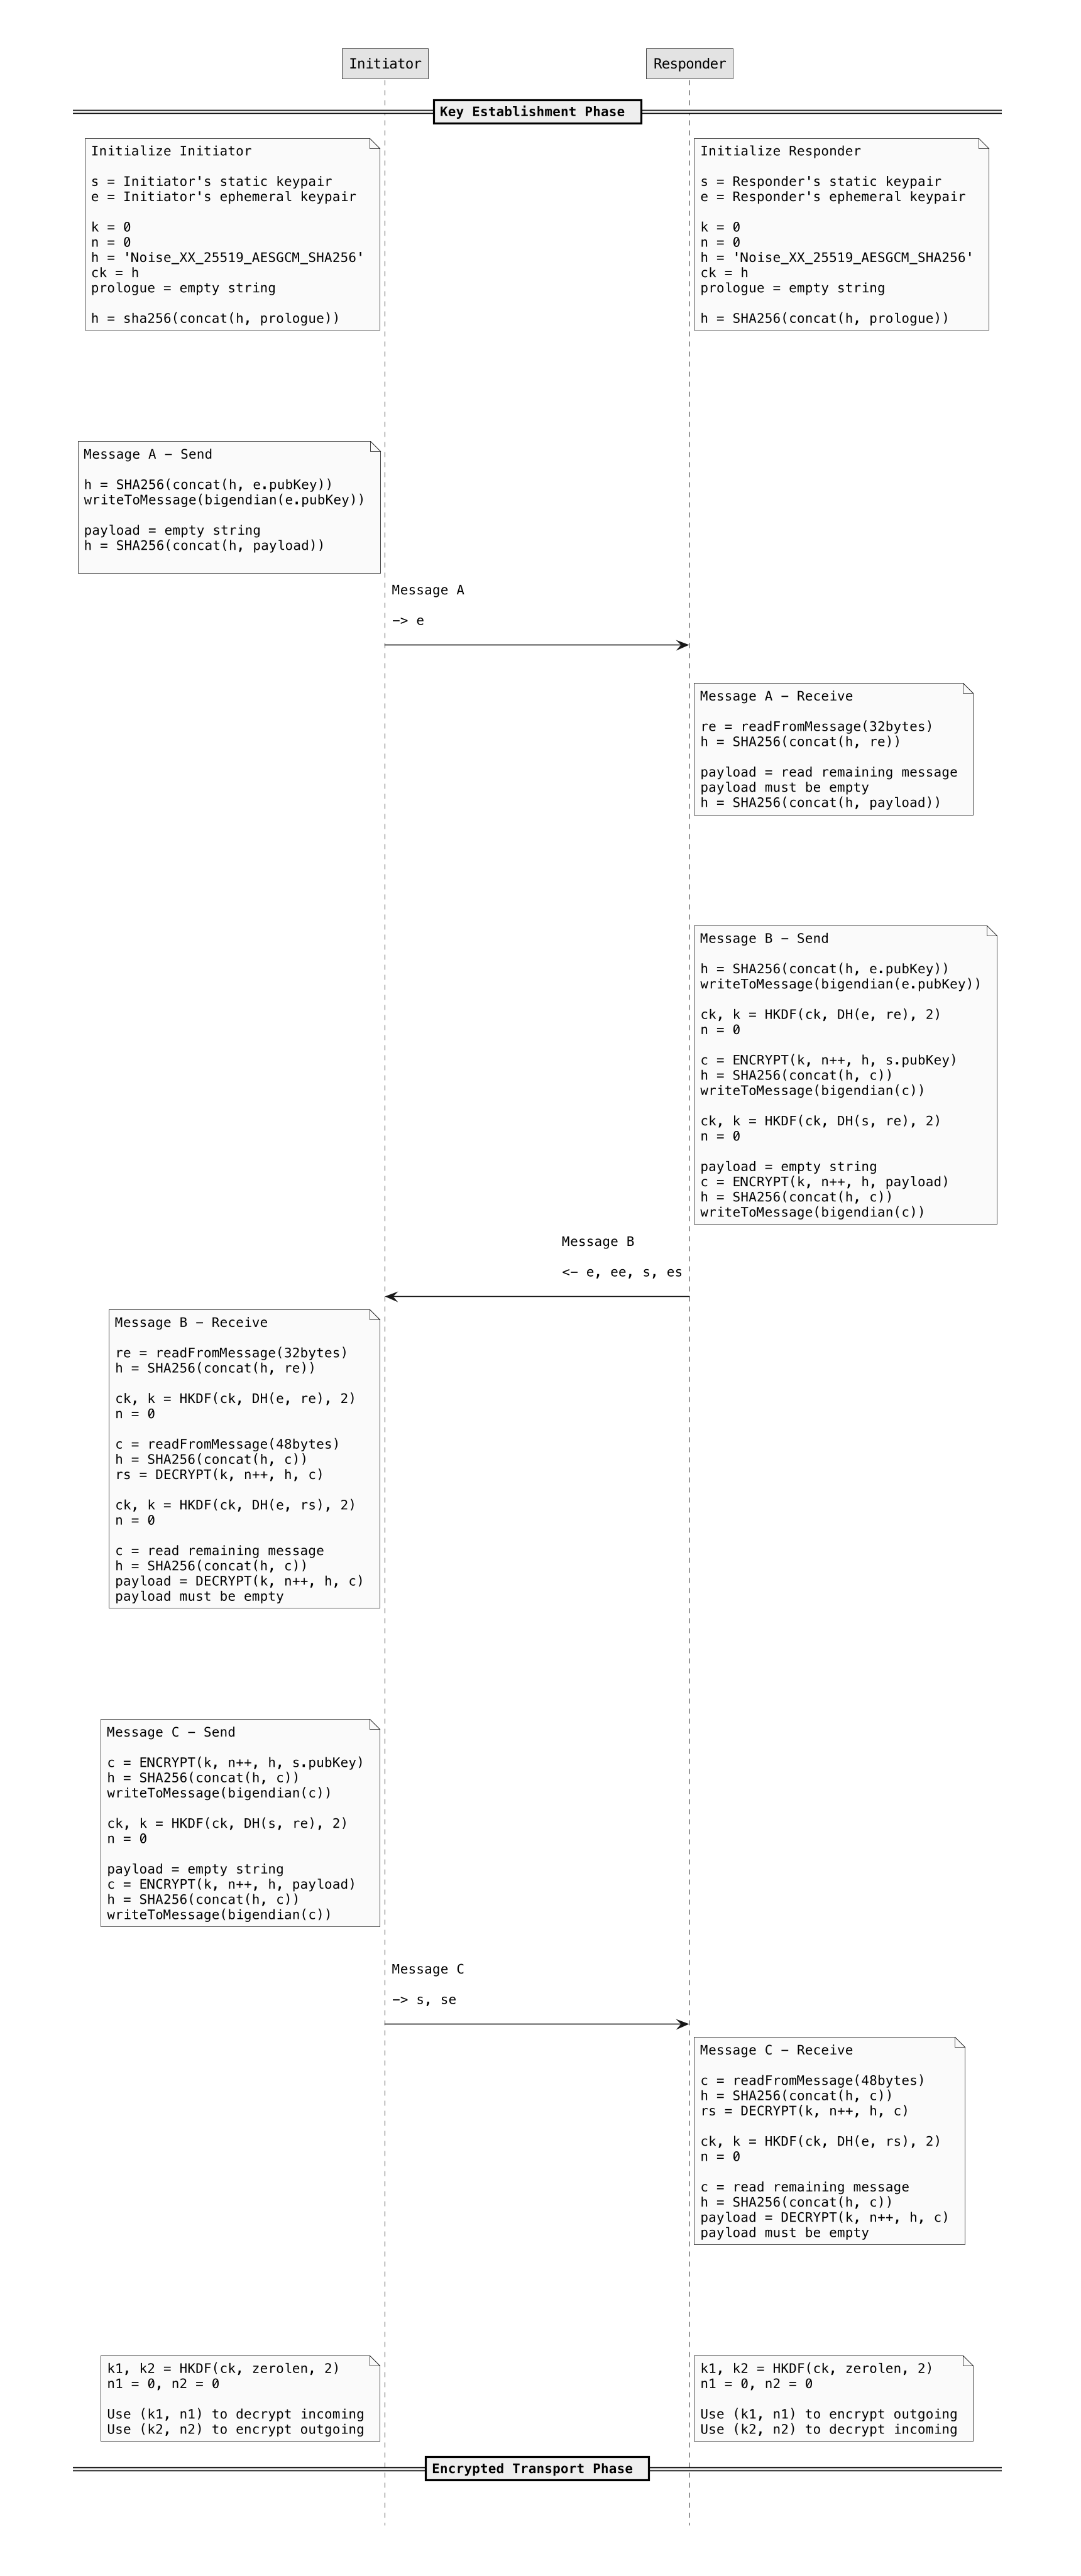 Initiator
Responder
Key Establishment Phase
Initialize Initiator
s = Initiator's static keypair
e = Initiator's ephemeral keypair
k = 0
n = 0
h = 'Noise_XX_25519_AESGCM_SHA256'
ck = h
prologue = empty string
h = sha256(concat(h, prologue))
Initialize Responder
s = Responder's static keypair
e = Responder's ephemeral keypair
k = 0
n = 0
h = 'Noise_XX_25519_AESGCM_SHA256'
ck = h
prologue = empty string
h = SHA256(concat(h, prologue))
Message A – Send
h = SHA256(concat(h, e.pubKey))
writeToMessage(bigendian(e.pubKey))
payload = empty string
h = SHA256(concat(h, payload))
Message A
–> e
Message A – Receive
re = readFromMessage(32bytes)
h = SHA256(concat(h, re))
payload = read remaining message
payload must be empty
h = SHA256(concat(h, payload))
Message B – Send
h = SHA256(concat(h, e.pubKey))
writeToMessage(bigendian(e.pubKey))
ck, k = HKDF(ck, DH(e, re), 2)
n = 0
c = ENCRYPT(k, n++, h, s.pubKey)
h = SHA256(concat(h, c))
writeToMessage(bigendian(c))
ck, k = HKDF(ck, DH(s, re), 2)
n = 0
payload = empty string
c = ENCRYPT(k, n++, h, payload)
h = SHA256(concat(h, c))
writeToMessage(bigendian(c))
Message B
<– e, ee, s, es
Message B – Receive
re = readFromMessage(32bytes)
h = SHA256(concat(h, re))
ck, k = HKDF(ck, DH(e, re), 2)
n = 0
c = readFromMessage(48bytes)
h = SHA256(concat(h, c))
rs = DECRYPT(k, n++, h, c)
ck, k = HKDF(ck, DH(e, rs), 2)
n = 0
c = read remaining message
h = SHA256(concat(h, c))
payload = DECRYPT(k, n++, h, c)
payload must be empty
Message C – Send
c = ENCRYPT(k, n++, h, s.pubKey)
h = SHA256(concat(h, c))
writeToMessage(bigendian(c))
ck, k = HKDF(ck, DH(s, re), 2)
n = 0
payload = empty string
c = ENCRYPT(k, n++, h, payload)
h = SHA256(concat(h, c))
writeToMessage(bigendian(c))
Message C
–> s, se
Message C – Receive
c = readFromMessage(48bytes)
h = SHA256(concat(h, c))
rs = DECRYPT(k, n++, h, c)
ck, k = HKDF(ck, DH(e, rs), 2)
n = 0
c = read remaining message
h = SHA256(concat(h, c))
payload = DECRYPT(k, n++, h, c)
payload must be empty
k1, k2 = HKDF(ck, zerolen, 2)
n1 = 0, n2 = 0
Use (k1, n1) to decrypt incoming
Use (k2, n2) to encrypt outgoing
k1, k2 = HKDF(ck, zerolen, 2)
n1 = 0, n2 = 0
Use (k1, n1) to encrypt outgoing
Use (k2, n2) to decrypt incoming
Encrypted Transport Phase